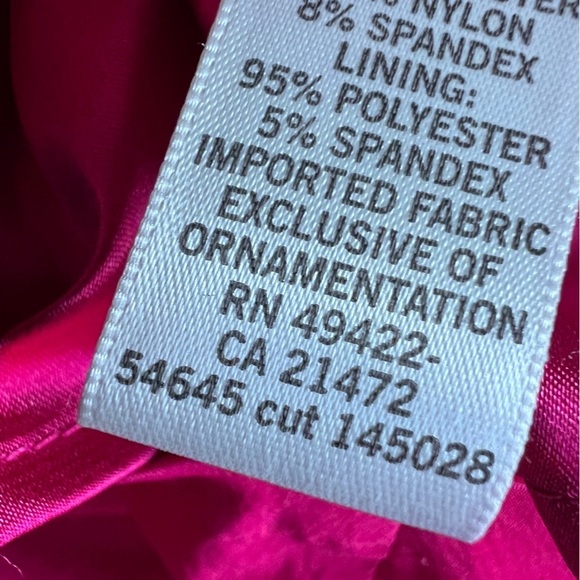 % NYLON
8% SPANDEX
LINING:
95% POLYESTER
5% SPANDEX
IMPORTED FABRIC
EXCLUSIVE OF
ORNAMENTATION
RN 49422-
CA 21472
54645 cut 145028